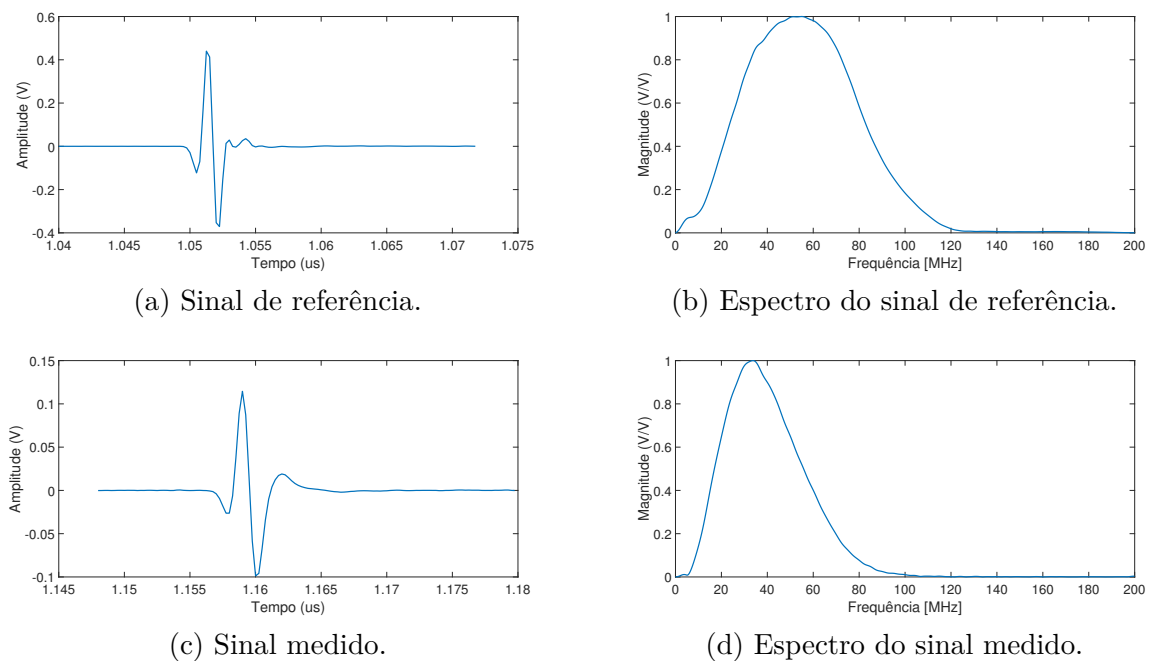 0.6
0.4
0.2
0
-0.2
-0.4
Amplitude (V)
1.04 1.045 1.05 1.055 1.06 1.065 1.07 1.075
Tempo (us)
(a) Sinal de referência.
1
0.8
0.6
0.4
0.2
0
Magnitude (V/V)
0 20 40 60 80 100 120 140 160 180 200
Frequência [MHz]
(b) Espectro do sinal de referência.
0.15
0.1
0.05
0
-0.05
-0.1
Amplitude (V)
1.145 1.15 1.155 1.16 1.165 1.17 1.175 1.18
Tempo (us)
(c) Sinal medido.
1
0.8
0.6
0.4
0.2
0
Magnitude (V/V)
0 20 40 60 80 100 120 140 160 180 200
Frequência [MHz]
(d) Espectro do sinal medido.